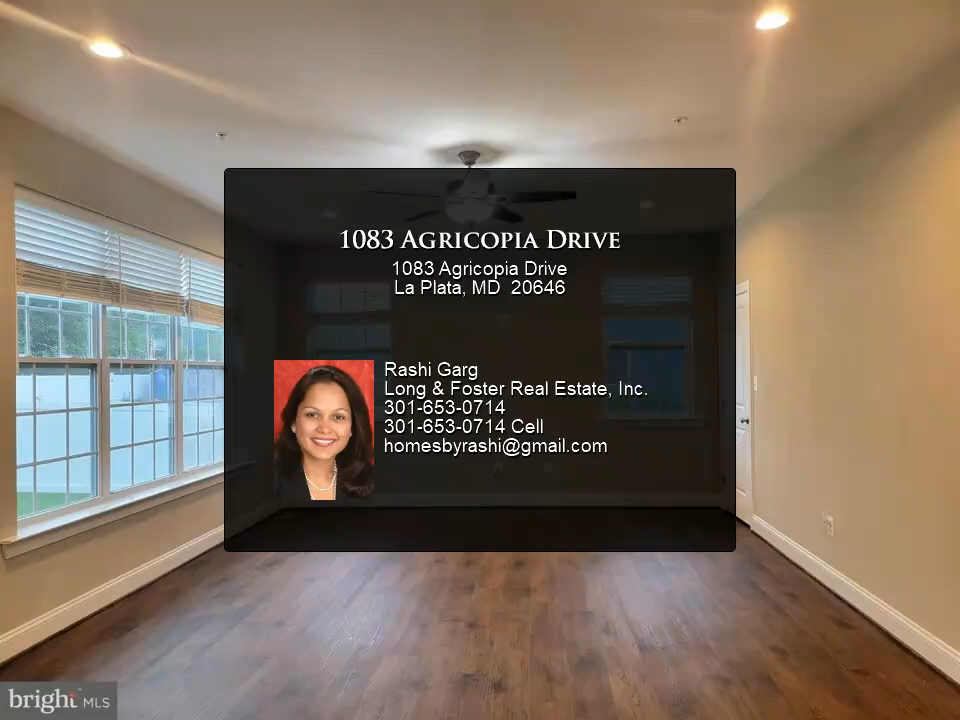 1083 Agricopia Drive
1083 Agricopia Drive
La Plata, MD  20646
Rashi Garg
Long & Foster Real Estate, Inc.
301-653-0714
301-653-0714 Cell
homesbyrashi@gmail.com
bright MLS